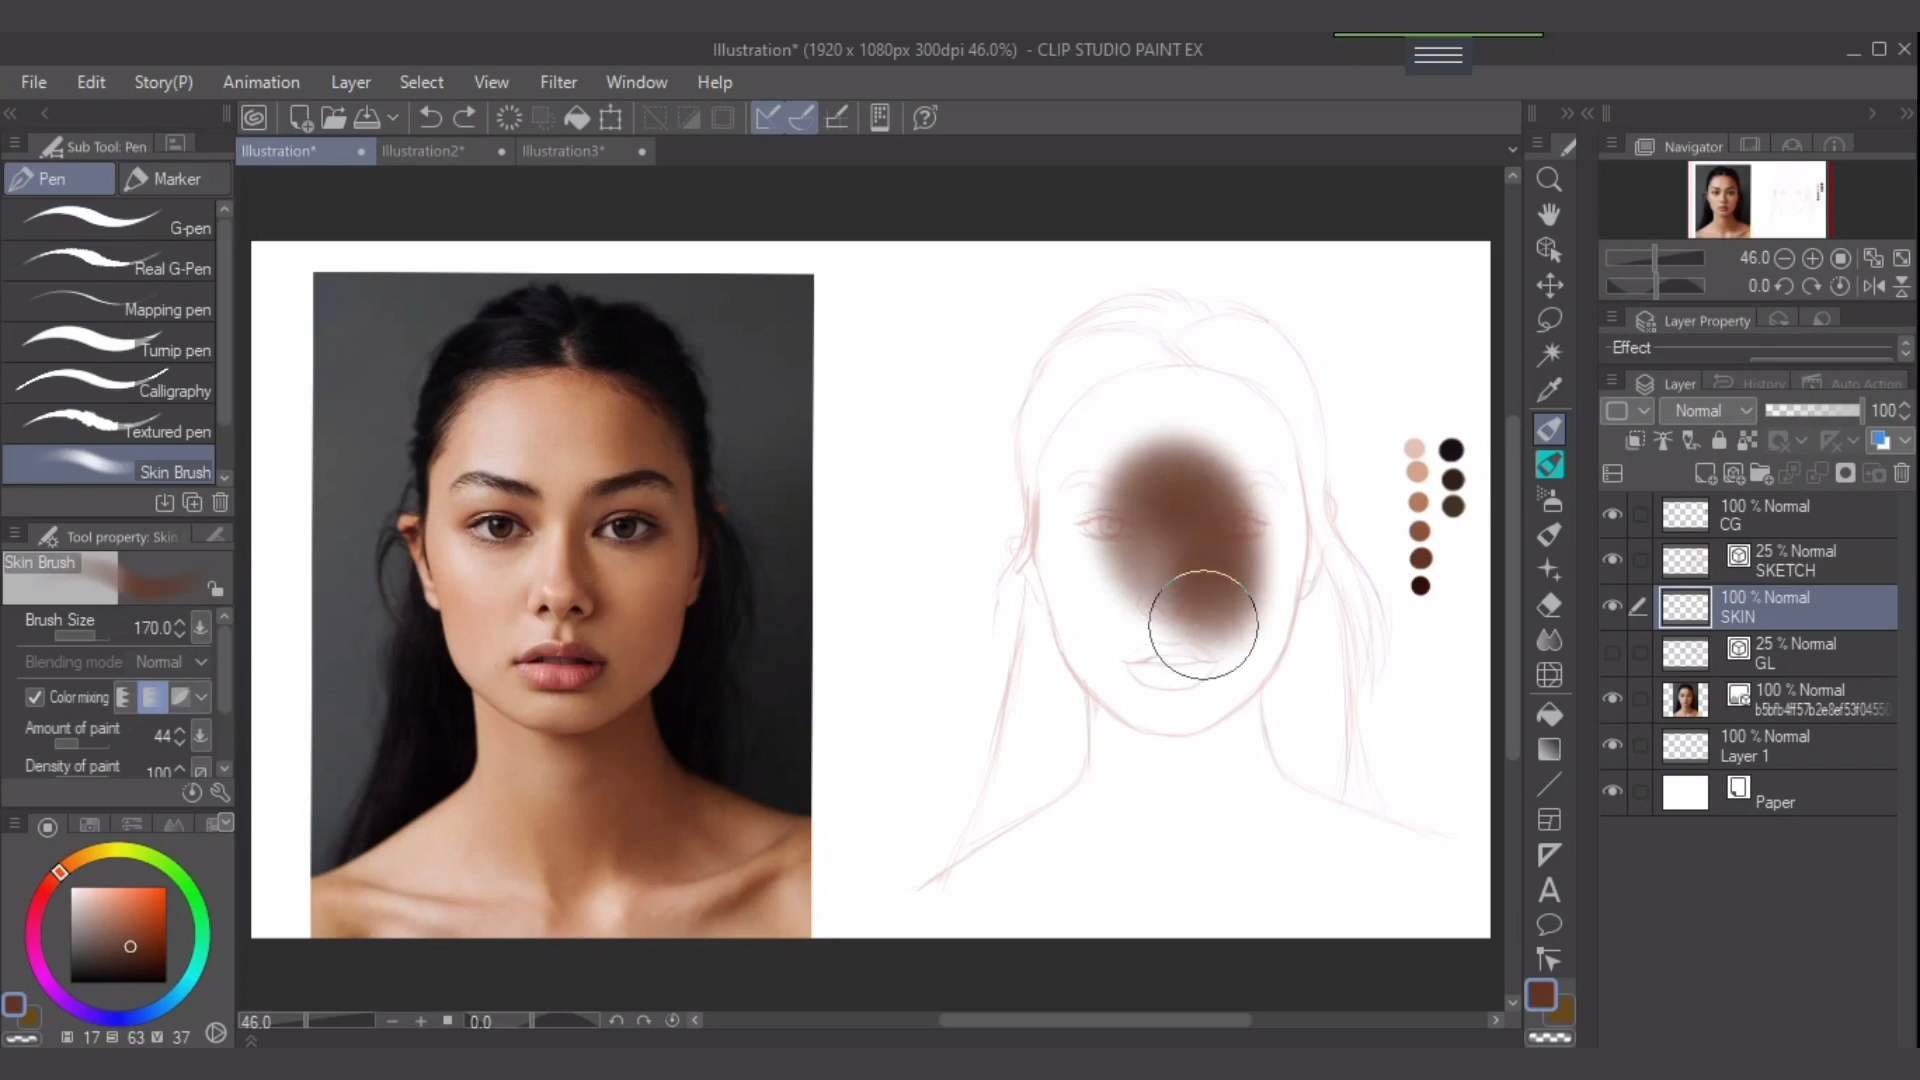 Illustration* (1920 x 1080px 300dpi 46.0%) - CLIP STUDIO PAINT EX
File Edit Story(P) Animation Layer Select View Filter Window Help
Sub Tool: Pen
Pen Marker
G-pen
Real G-Pen
Mapping pen
Turnip pen
Calligraphy
Textured pen
Skin Brush
Tool property: Skin
Skin Brush
Brush Size 170.0
Blending mode Normal
Color mixing
Amount of paint 44
Density of paint 100
17 63 37
Illustration* Illustration2* Illustration3*
46.0 0.0
Navigator
46.0
0.0
Layer Property
Effect
Layer History Auto Action
Normal 100
100 % Normal
CG
25 % Normal
SKETCH
100 % Normal
SKIN
25 % Normal
GL
100 % Normal
100 % Normal
Layer 1
Paper